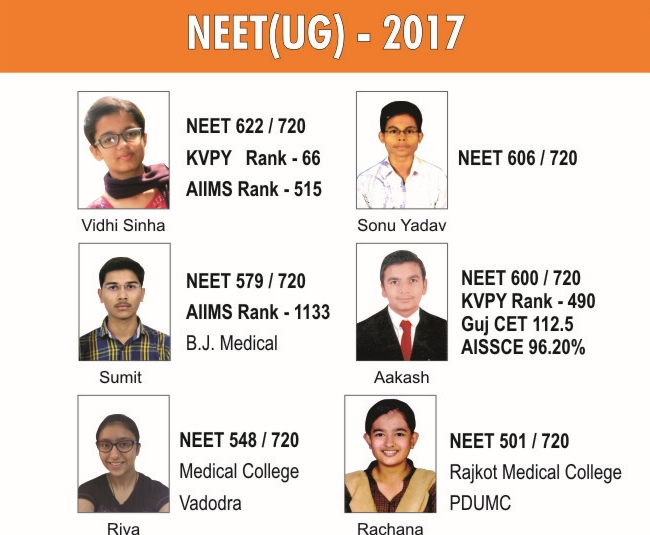 NEET(UG) - 2017
NEET 622 / 720
KVPY Rank - 66
AIIMS Rank - 515
Vidhi Sinha
NEET 606 / 720
Sonu Yadav
NEET 579 / 720
AIIMS Rank - 1133
B.J. Medical
Sumit
NEET 600 / 720
KVPY Rank - 490
Guj CET 112.5
AISSCE 96.20%
Aakash
NEET 548 / 720
Medical College
Vadodra
Riya
NEET 501 / 720
Rajkot Medical College
PDUMC
Rachana